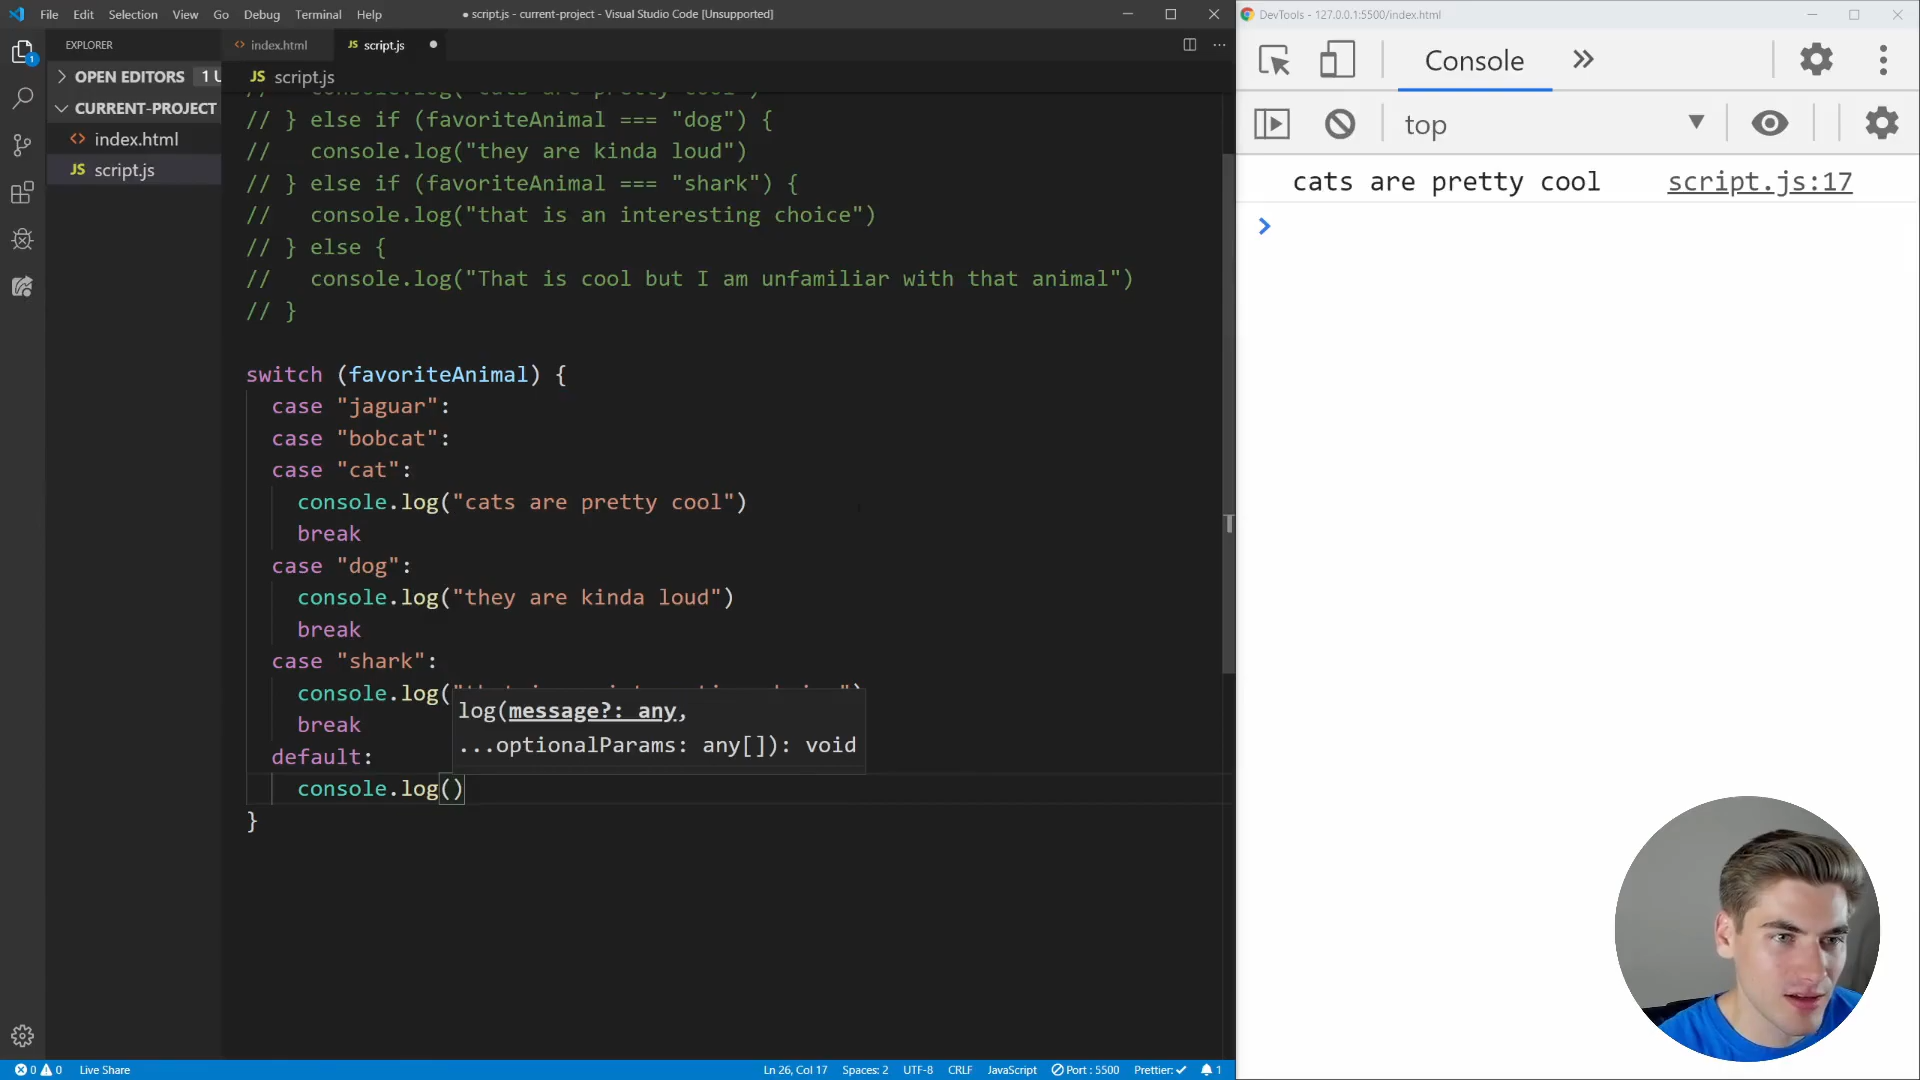 File Edit Selection View Go Debug Terminal Help
● script.js - current-project - Visual Studio Code [Unsupported]
DevTools - 127.0.0.1:5500/index.html
EXPLORER
index.html
JS script.js
OPEN EDITORS 1 U
CURRENT-PROJECT
index.html
JS script.js
1
JS script.js
// console.log("cats are pretty cool")
// } else if (favoriteAnimal === "dog") {
// console.log("they are kinda loud")
// } else if (favoriteAnimal === "shark") {
// console.log("that is an interesting choice")
// } else {
// console.log("That is cool but I am unfamiliar with that animal")
// }
switch (favoriteAnimal) {
case "jaguar":
case "bobcat":
case "cat":
console.log("cats are pretty cool")
break
case "dog":
console.log("they are kinda loud")
break
case "shark":
console.log("that is an interesting choice")
break
default:
console.log()
}
log(message?: any,
...optionalParams: any[]): void
Console
top
cats are pretty cool script.js:17
0 0 Live Share Ln 26, Col 17 Spaces: 2 UTF-8 CRLF JavaScript Port : 5500 Prettier: ✓ 1